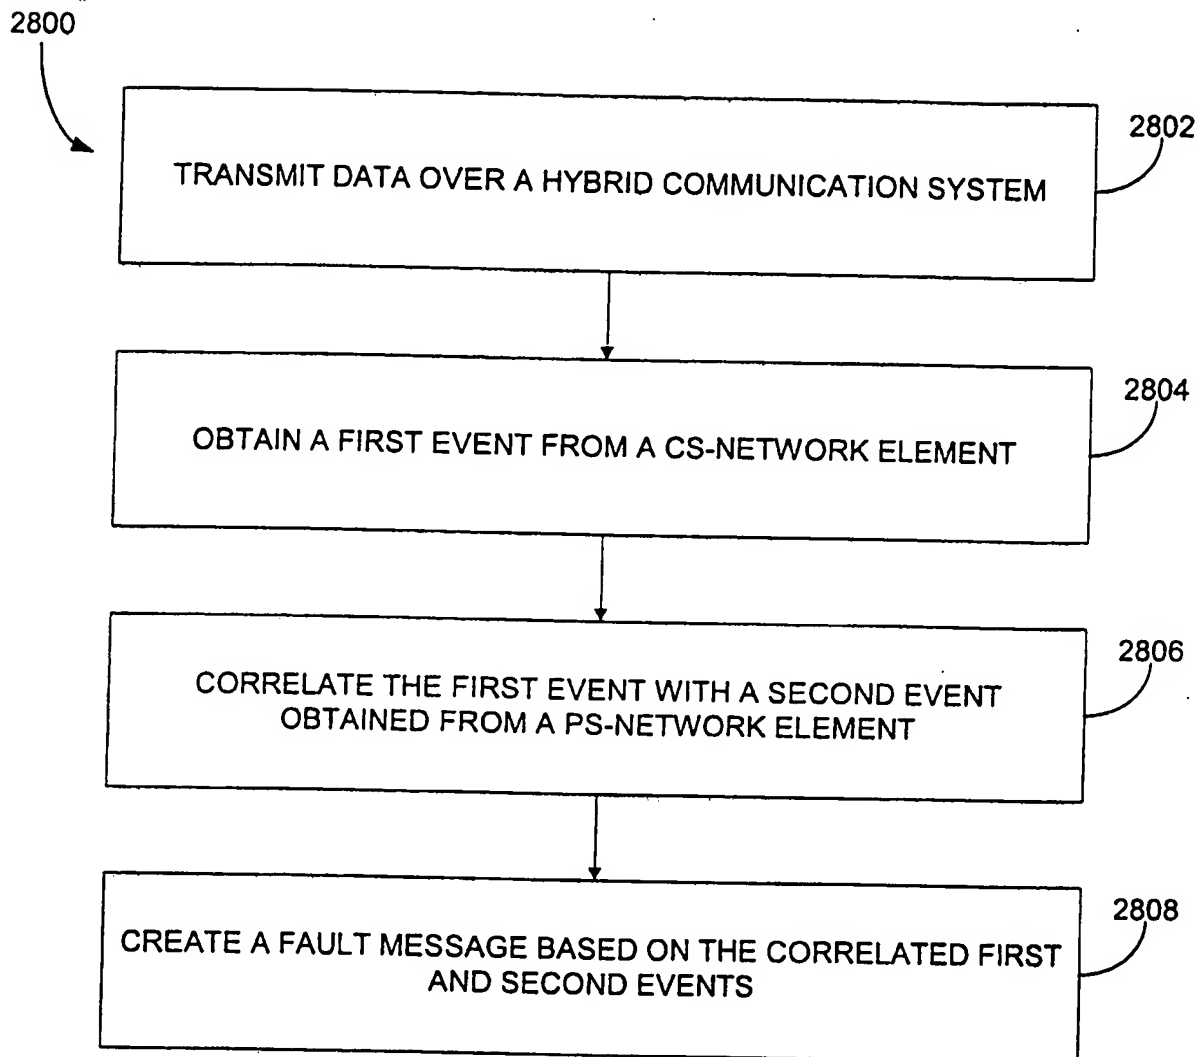 2800
2802
TRANSMIT DATA OVER A HYBRID COMMUNICATION SYSTEM
2804
OBTAIN A FIRST EVENT FROM A CS-NETWORK ELEMENT
2806
CORRELATE THE FIRST EVENT WITH A SECOND EVENT
OBTAINED FROM A PS-NETWORK ELEMENT
2808
CREATE A FAULT MESSAGE BASED ON THE CORRELATED FIRST
AND SECOND EVENTS